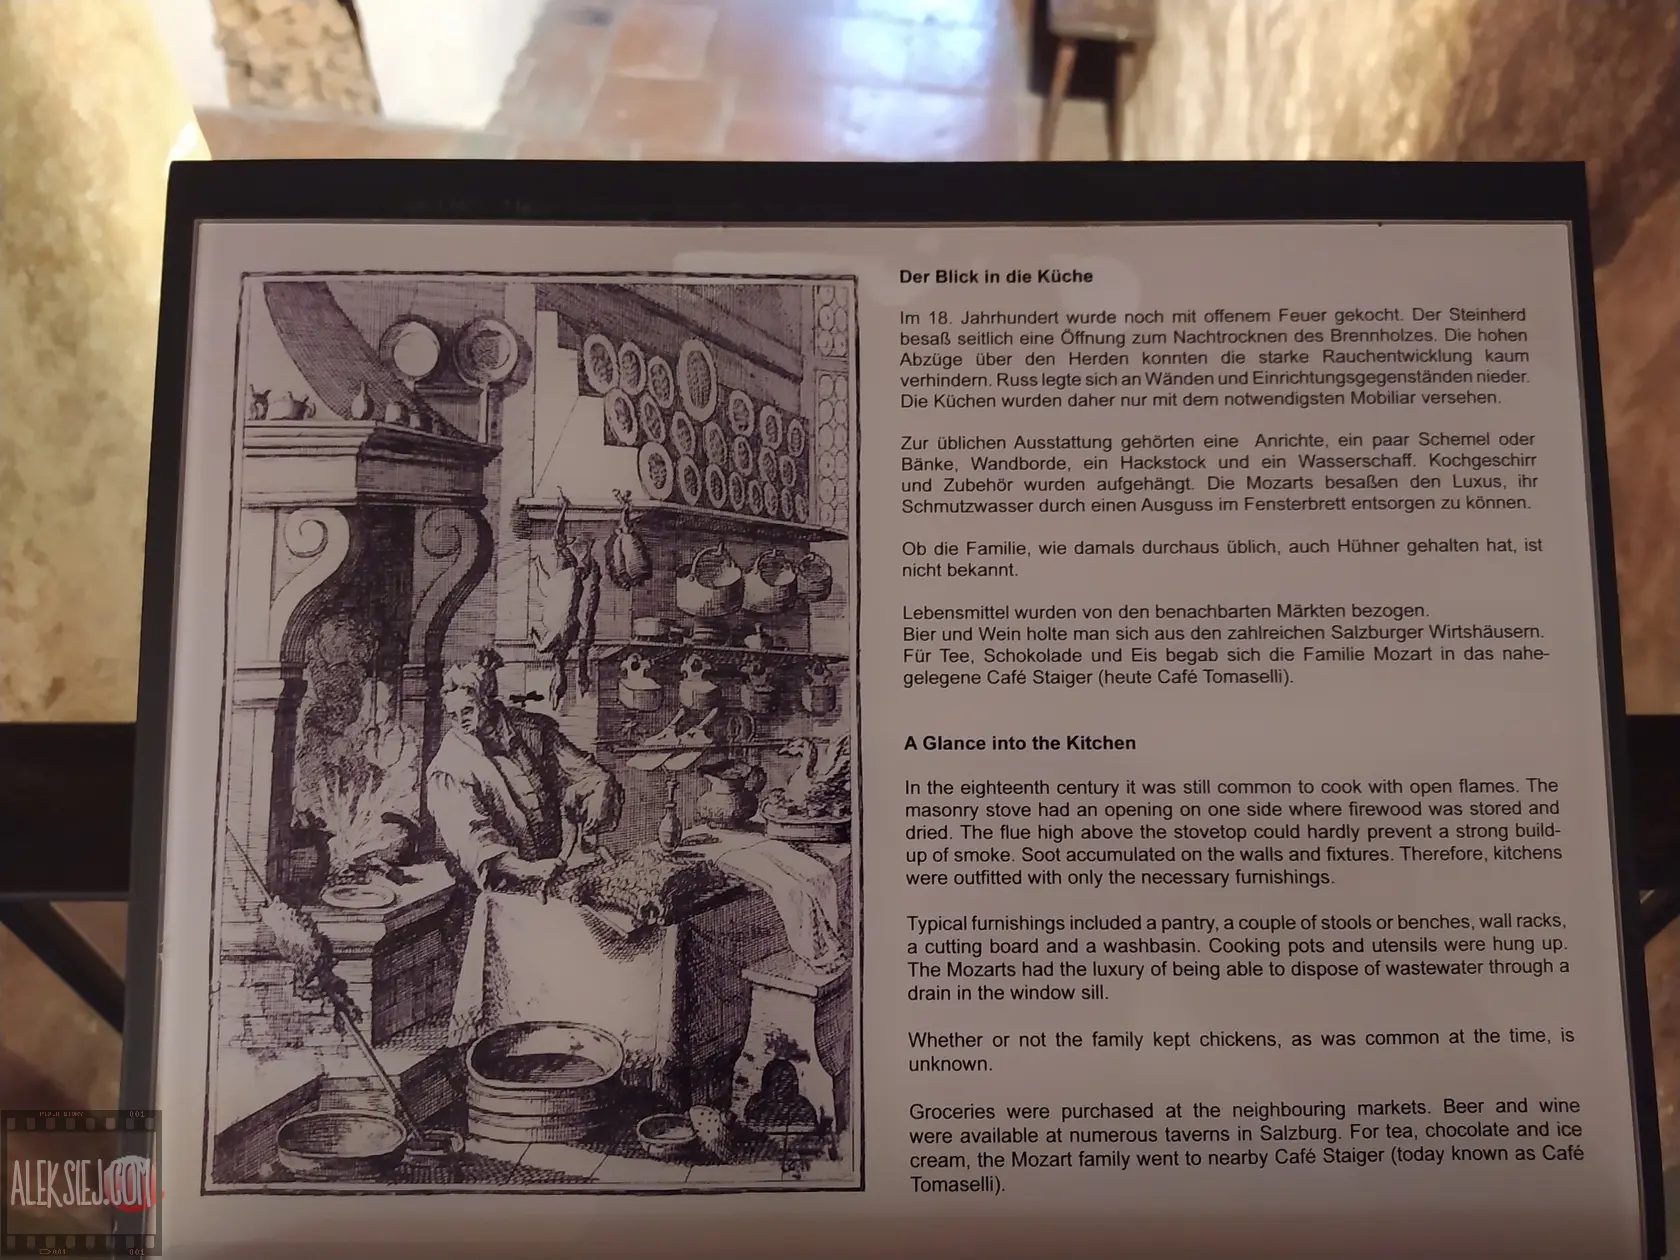 Der Blick in die Küche
Im 18. Jahrhundert wurde noch mit offenem Feuer gekocht. Der Steinherd
besaß seitlich eine Öffnung zum Nachtrocknen des Brennholzes. Die hohen
Abzüge über den Herden konnten die starke Rauchentwicklung kaum
verhindern. Russ legte sich an Wänden und Einrichtungsgegenständen nieder.
Die Küchen wurden daher nur mit dem notwendigsten Mobiliar versehen.
Zur üblichen Ausstattung gehörten eine Anrichte, ein paar Schemel oder
Bänke, Wandborde, ein Hackstock und ein Wasserschaff. Kochgeschirr
und Zubehör wurden aufgehängt. Die Mozarts besaßen den Luxus, ihr
Schmutzwasser durch einen Ausguss im Fensterbrett entsorgen zu können.
Ob die Familie, wie damals durchaus üblich, auch Hühner gehalten hat, ist
nicht bekannt.
Lebensmittel wurden von den benachbarten Märkten bezogen.
Bier und Wein holte man sich aus den zahlreichen Salzburger Wirtshäusern.
Für Tee, Schokolade und Eis begab sich die Familie Mozart in das nahe-
gelegene Café Staiger (heute Café Tomaselli).
A Glance into the Kitchen
In the eighteenth century it was still common to cook with open flames. The
masonry stove had an opening on one side where firewood was stored and
dried. The flue high above the stovetop could hardly prevent a strong build-
up of smoke. Soot accumulated on the walls and fixtures. Therefore, kitchens
were outfitted with only the necessary furnishings.
Typical furnishings included a pantry, a couple of stools or benches, wall racks,
a cutting board and a washbasin. Cooking pots and utensils were hung up.
The Mozarts had the luxury of being able to dispose of wastewater through a
drain in the window sill.
Whether or not the family kept chickens, as was common at the time, is
unknown.
Groceries were purchased at the neighbouring markets. Beer and wine
were available at numerous taverns in Salzburg. For tea, chocolate and ice
cream, the Mozart family went to nearby Café Staiger (today known as Café
Tomaselli).
001
ALEKSIEJ.COM
001